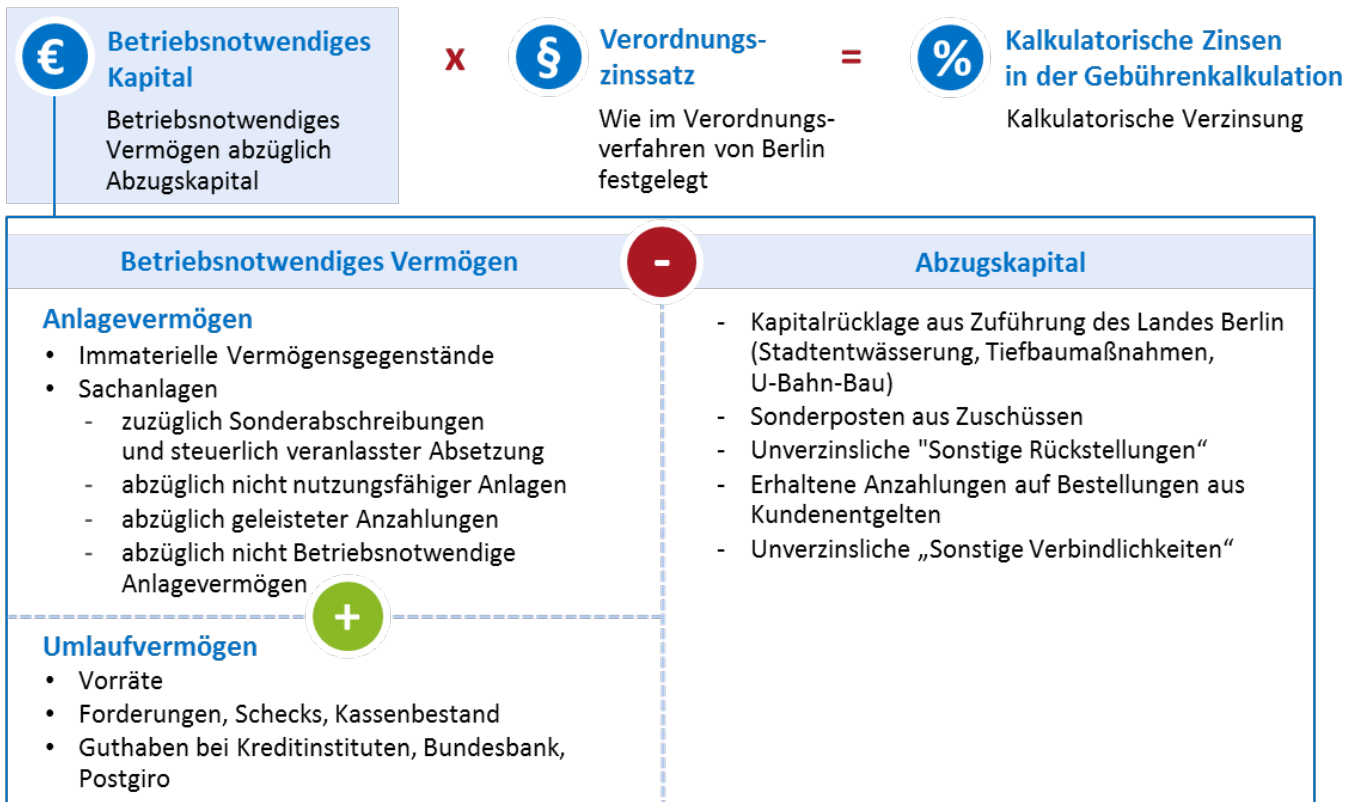 €
Betriebsnotwendiges
Kapital
Betriebsnotwendiges
Vermögen abzüglich
Abzugskapital
x
§
Verordnungs-
zinssatz
Wie im Verordnungs-
verfahren von Berlin
festgelegt
=
%
Kalkulatorische Zinsen
in der Gebührenkalkulation
Kalkulatorische Verzinsung
Betriebsnotwendiges Vermögen
-
Abzugskapital
Anlagevermögen
• Immaterielle Vermögensgegenstände
• Sachanlagen
- zuzüglich Sonderabschreibungen
und steuerlich veranlasster Absetzung
- abzüglich nicht nutzungsfähiger Anlagen
- abzüglich geleisteter Anzahlungen
- abzüglich nicht Betriebsnotwendige
Anlagevermögen
+
Umlaufvermögen
• Vorräte
• Forderungen, Schecks, Kassenbestand
• Guthaben bei Kreditinstituten, Bundesbank,
Postgiro
- Kapitalrücklage aus Zuführung des Landes Berlin
(Stadtentwässerung, Tiefbaumaßnahmen,
U-Bahn-Bau)
- Sonderposten aus Zuschüssen
- Unverzinsliche "Sonstige Rückstellungen“
- Erhaltene Anzahlungen auf Bestellungen aus
Kundenentgelten
- Unverzinsliche „Sonstige Verbindlichkeiten“